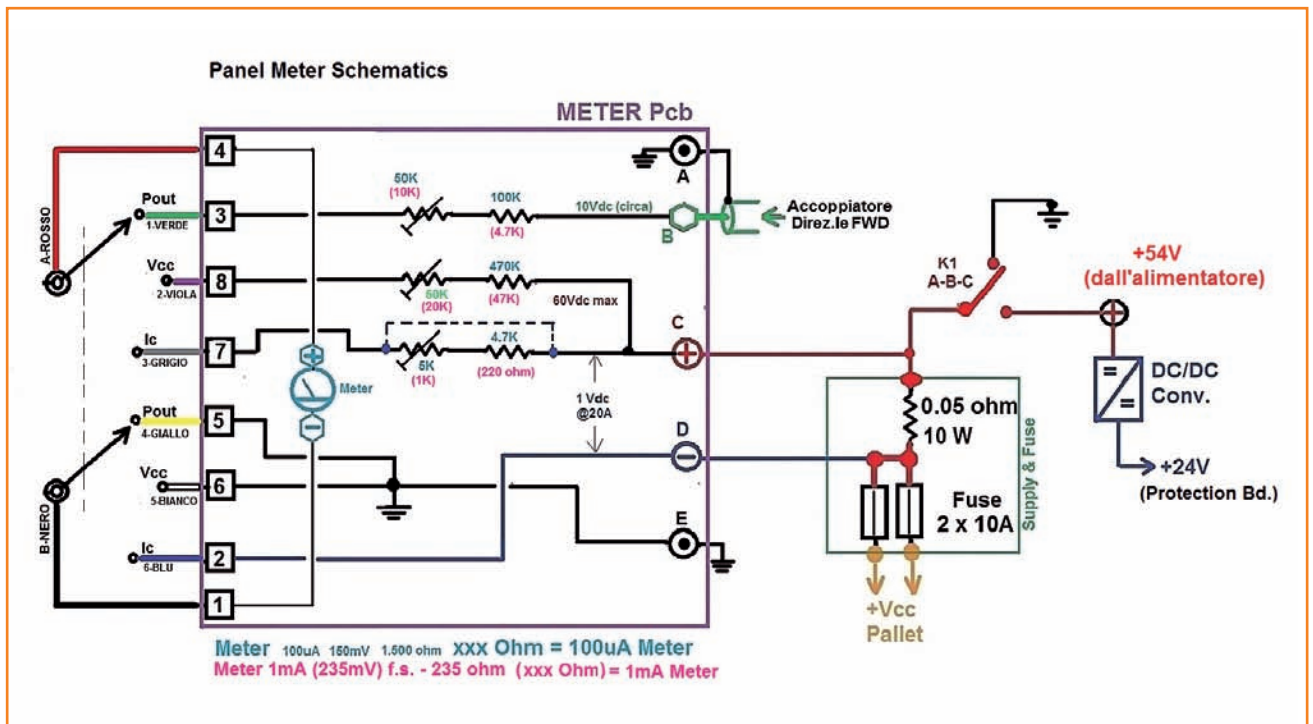 Panel Meter Schematics
METER Pcb
A-ROSSO
B-NERO
4
Pout
1-VERDE
3
50K
(10K)
100K
(4.7K)
10Vdc (circa)
A
B
Accoppiatore
Direz.le FWD
Vcc
2-VIOLA
8
50K
(20K)
470K
(47K)
60Vdc max
Ic
3-GRIGIO
7
5K
(1K)
4.7K
(220 ohm)
C
+
Meter
-
1 Vdc
@20A
Pout
4-GIALLO
5
D
-
Vcc
5-BIANCO
6
E
Ic
6-BLU
2
1
K1
A-B-C
+54V
(dall'alimentatore)
+
DC/DC
Conv.
+24V
(Protection Bd.)
0.05 ohm
10 W
Fuse
2 x 10A
Supply & Fuse
+Vcc
Pallet
Meter 100uA 150mV 1.500 ohm xxx Ohm = 100uA Meter
Meter 1mA (235mV) f.s. - 235 ohm (xxx Ohm) = 1mA Meter